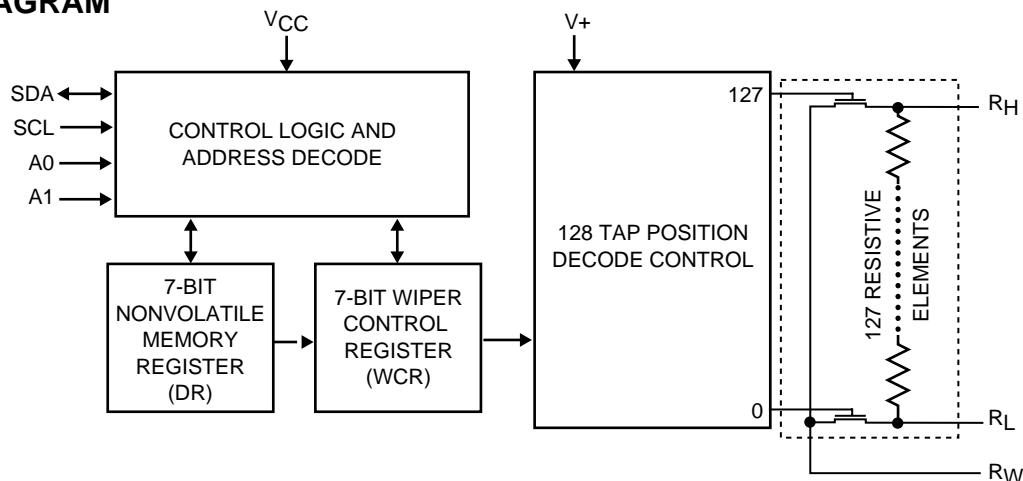 AGRAM
VCC
V+
SDA
SCL
A0
A1
CONTROL LOGIC AND
ADDRESS DECODE
7-BIT
NONVOLATILE
MEMORY
REGISTER
(DR)
7-BIT WIPER
CONTROL
REGISTER
(WCR)
128 TAP POSITION
DECODE CONTROL
127
0
127 RESISTIVE
ELEMENTS
RH
RL
RW